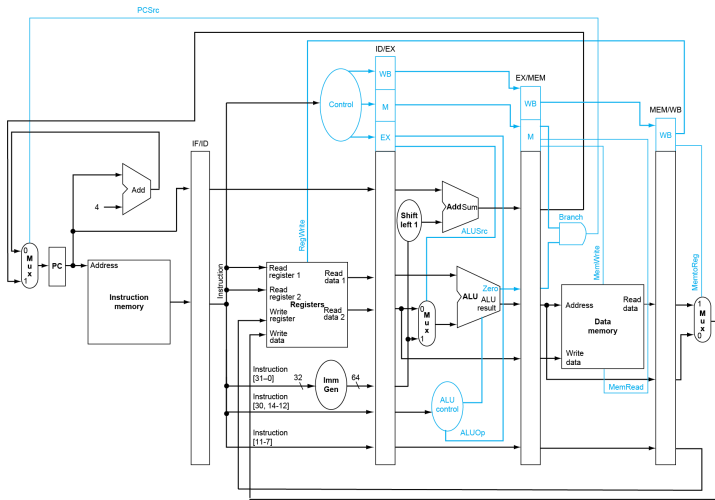 PCSrc
ID/EX
WB
EX/MEM
Control
M
WB
MEM/WB
EX
M
WB
IF/ID
Add
4
Add Sum
Shift
left 1
Branch
RegWrite
ALUSrc
MemWrite
MemtoReg
0
M
u
x
1
PC
Address
Instruction
memory
Instruction
Read
register 1
Read
register 2
Registers
Write
register
Write
data
Read
data 1
Read
data 2
0
M
u
x
1
Zero
ALU
ALU
result
Address
Read
data
Data
memory
Write
data
1
M
u
x
0
MemRead
Instruction
[31–0]
32
Imm
Gen
64
Instruction
[30, 14-12]
ALU
control
ALUOp
Instruction
[11-7]